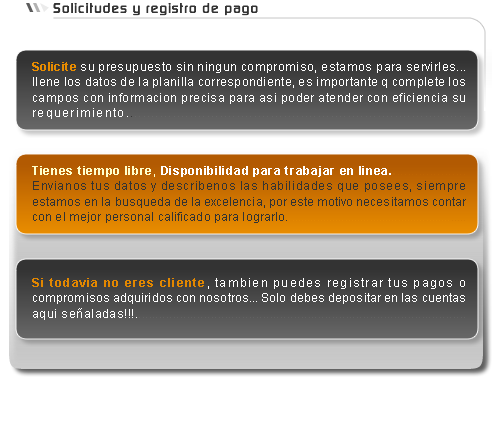 Solicitudes y registro de pago
Solicite su presupuesto sin ningun compromiso, estamos para servirles...
llene los datos de la planilla correspondiente, es importante q complete los
campos con informacion precisa para asi poder atender con eficiencia su
requerimiento.
Tienes tiempo libre, Disponibilidad para trabajar en linea.
Envianos tus datos y describenos las habilidades que posees, siempre
estamos en la busqueda de la excelencia, por este motivo necesitamos contar
con el mejor personal calificado para lograrlo.
Si todavia no eres cliente, tambien puedes registrar tus pagos o
compromisos adquiridos con nosotros... Solo debes depositar en las cuentas
aqui señaladas!!!.